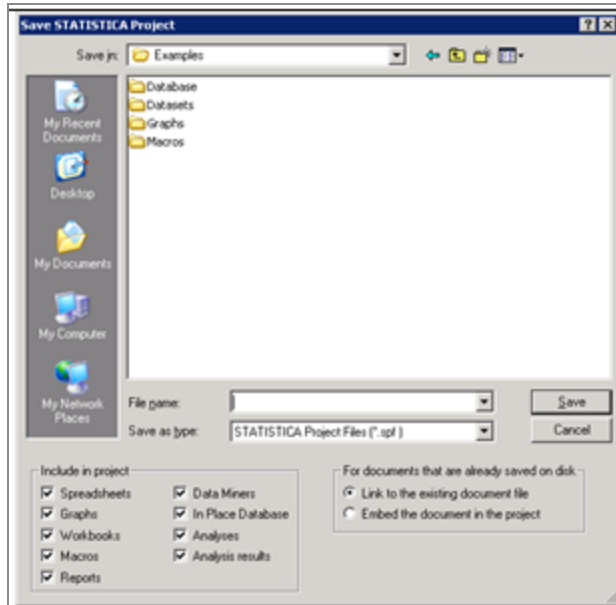 Save STATISTICA Project
Save in: Examples
My Recent Documents
Desktop
My Documents
My Computer
My Network Places
Database
Datasets
Graphs
Macros
File name:
Save
Save as type: STATISTICA Project Files (*.spf )
Cancel
Include in project
Spreadsheets
Graphs
Workbooks
Macros
Reports
Data Miners
In Place Database
Analyses
Analysis results
For documents that are already saved on disk
Link to the existing document file
Embed the document in the project